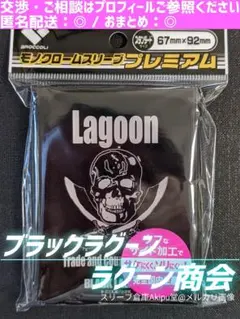 交渉・ご相談はプロフィールご参照ください
匿名配送:◎ / おまとめ:◎
BROCCOLI
67mm×92mm
モノクロームスリーブ
プレミアム
Lagoon
ブラックラグーン
Trade and
ラグーン商会
スリーブ倉庫Akipu堂@メルカリ画像